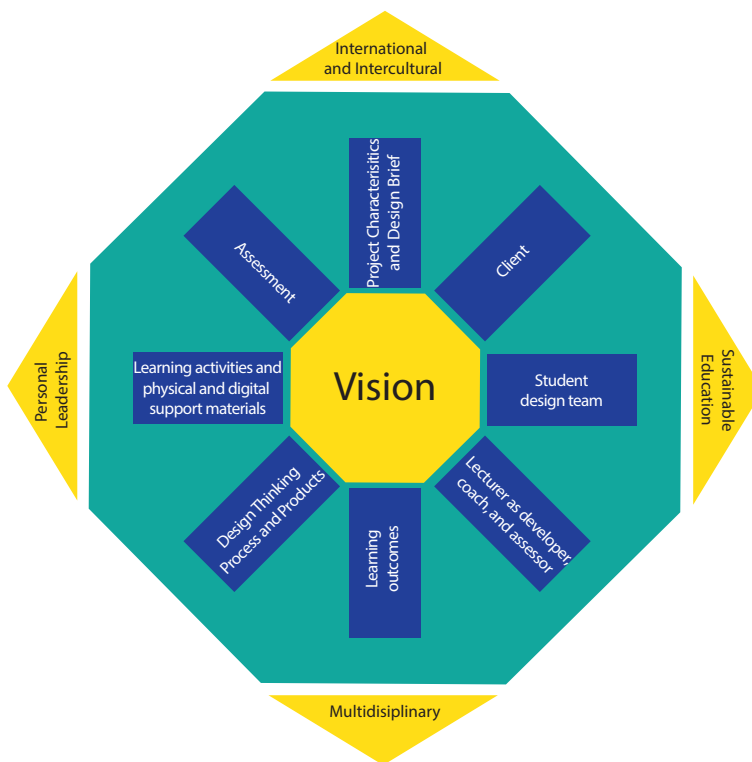 International
and Intercultural
Project Characterisitics
and Design Brief
Assessment
Client
Personal
Leadership
Learning activities and
physical and digital
support materials
Vision
Student
design team
Sustainable
Education
Design Thinking
Process and Products
Learning
outcomes
Lecturer as developer,
coach, and assessor
Multidisiplinary